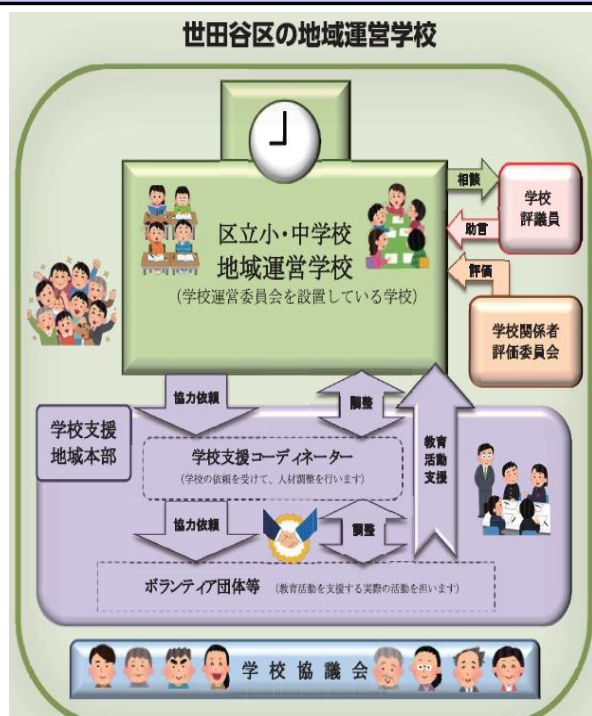 世田谷区の地域運営学校
区立小・中学校
地域運営学校
(学校運営委員会を設置している学校)
相談
助言
学校
評議員
評価
学校関係者
評価委員会
協力依頼
調整
教育
活動
支援
学校支援
地域本部
学校支援コーディネーター
(学校の依頼を受けて、人材調整を行います)
協力依頼
調整
ボランティア団体等 (教育活動を支援する実際の活動を担います)
学校協議会